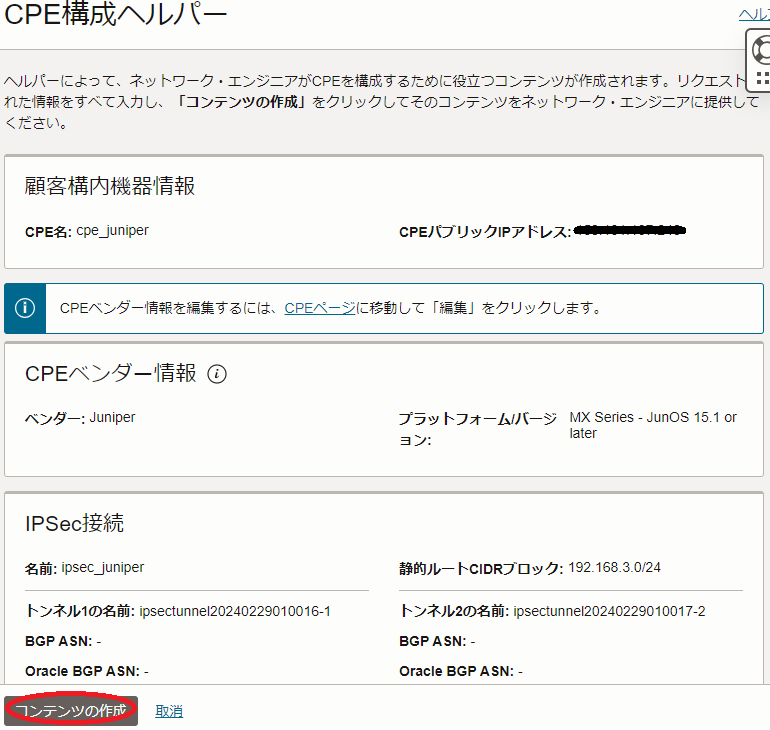 CPE構成ヘルパー
ヘル
ヘルパーによって、ネットワーク・エンジニアがCPEを構成するために役立つコンテンツが作成されます。リクエスト
れた情報をすべて入力し、「コンテンツの作成」をクリックしてそのコンテンツをネットワーク・エンジニアに提供して
ください。
顧客構内機器情報
CPE名: cpe_juniper
CPEパブリックIPアドレス:
CPEベンダー情報を編集するには、CPEページに移動して「編集」をクリックします。
CPEベンダー情報
ベンダー: Juniper
プラットフォーム/バージ
ョン:
MX Series - JunOS 15.1 or
later
IPSec接続
名前: ipsec_juniper
静的ルートCIDRブロック: 192.168.3.0/24
トンネル1の名前: ipsectunnel20240229010016-1
トンネル2の名前: ipsectunnel20240229010017-2
BGP ASN: -
BGP ASN: -
Oracle BGP ASN: -
Oracle BGP ASN: -
コンテンツの作成
取消